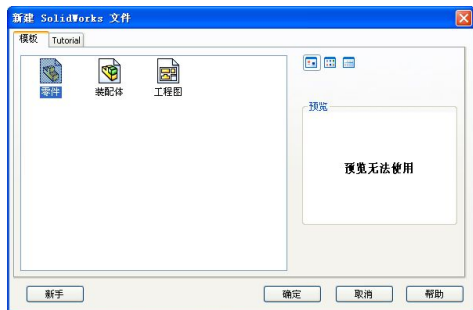 新建 SolidWorks 文件
模板 Tutorial
零件 装配体 工程图
预览
预览无法使用
新手 确定 取消 帮助